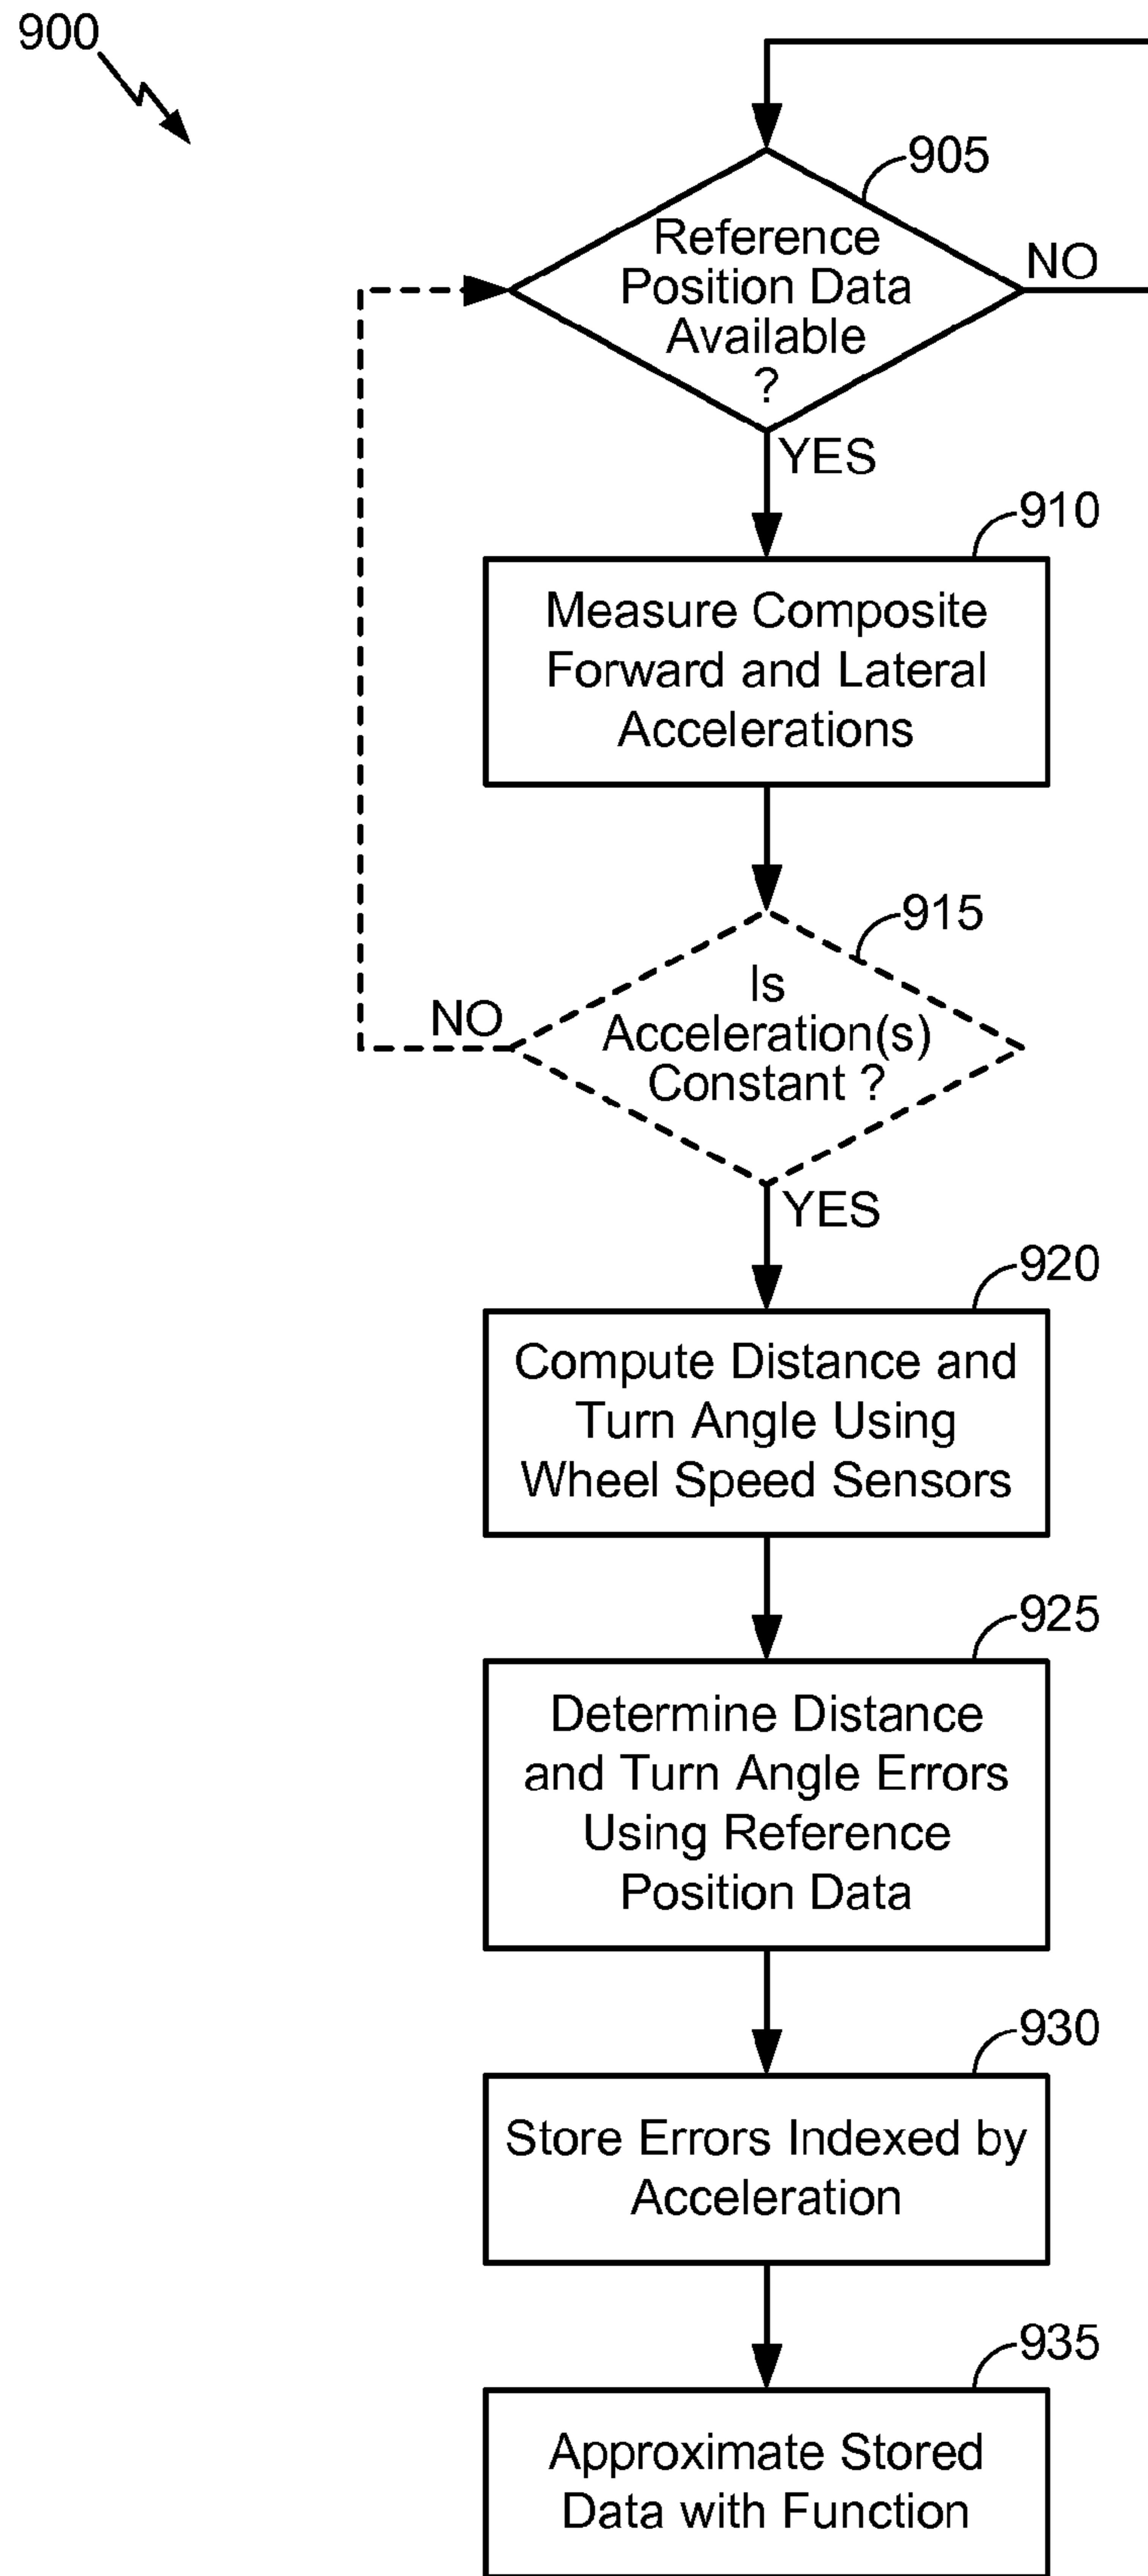 900
905
Reference
Position Data
Available
?
NO
YES
910
Measure Composite
Forward and Lateral
Accelerations
915
Is
Acceleration(s)
Constant ?
NO
YES
920
Compute Distance and
Turn Angle Using
Wheel Speed Sensors
925
Determine Distance
and Turn Angle Errors
Using Reference
Position Data
930
Store Errors Indexed by
Acceleration
935
Approximate Stored
Data with Function